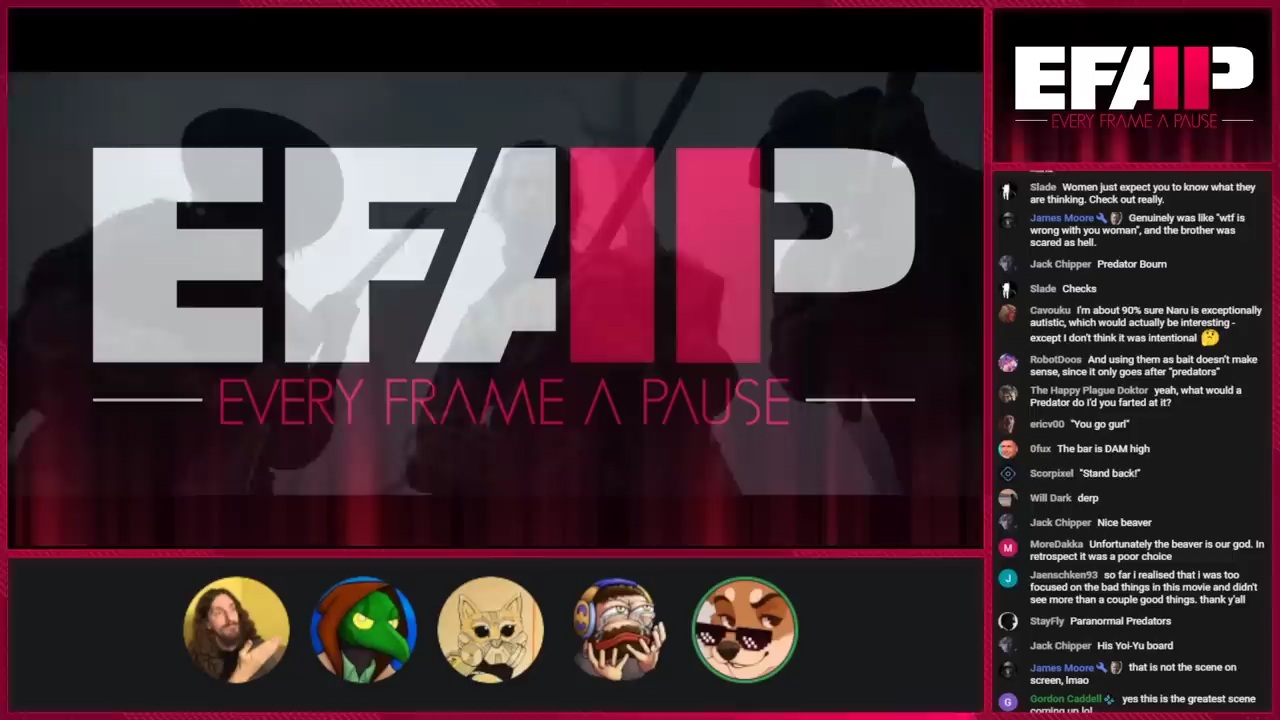 EFAP
EVERY FRAME A PAUSE
EFAP
EVERY FRAME A PAUSE
Slade Women just expect you to know what they
are thinking. Check out really.
James Moore Genuinely was like "wtf is
wrong with you woman", and the brother was
scared as hell.
Jack Chipper Predator Bourn
Slade Checks
Cavouku I'm about 90% sure Naru is exceptionally
autistic, which would actually be interesting -
except I don't think it was intentional
RobotDoos And using them as bait doesn't make
sense, since it only goes after "predators"
The Happy Plague Doktor yeah, what would a
Predator do i'd you farted at it?
ericv00 "You go gurl"
0fux The bar is DAM high
Scorpixel "Stand back!"
Will Dark derp
Jack Chipper Nice beaver
M
MoreDakka Unfortunately the beaver is our god. In
retrospect it was a poor choice
J
Jaenschken93 so far i realised that i was too
focused on the bad things in this movie and didn't
see more than a couple good things. thank y'all
StayFly Paranormal Predators
Jack Chipper His Yoi-Yu board
James Moore that is not the scene on
screen, lmao
G
Gordon Caddell yes this is the greatest scene
coming up lol